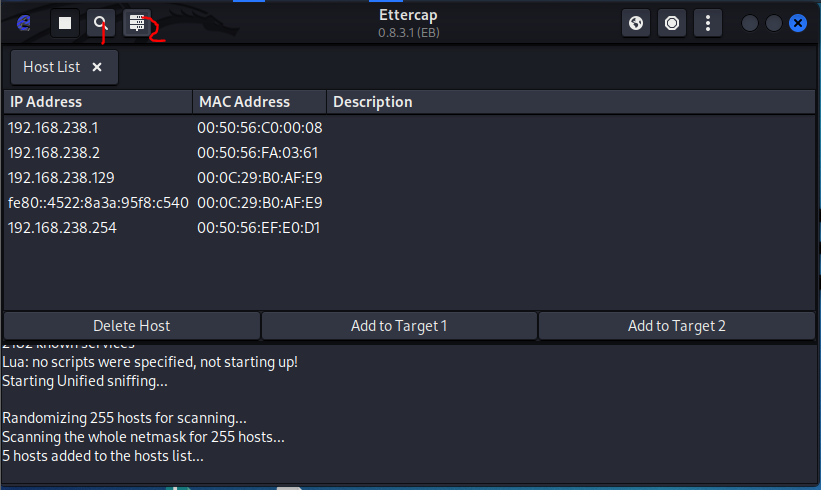 Ettercap
0.8.3.1 (EB)
1 2
Host List
IP Address MAC Address Description
192.168.238.1 00:50:56:C0:00:08
192.168.238.2 00:50:56:FA:03:61
192.168.238.129 00:0C:29:B0:AF:E9
fe80::4522:8a3a:95f8:c540 00:0C:29:B0:AF:E9
192.168.238.254 00:50:56:EF:E0:D1
Delete Host Add to Target 1 Add to Target 2
2182 known services
Lua: no scripts were specified, not starting up!
Starting Unified sniffing...
Randomizing 255 hosts for scanning...
Scanning the whole netmask for 255 hosts...
5 hosts added to the hosts list...